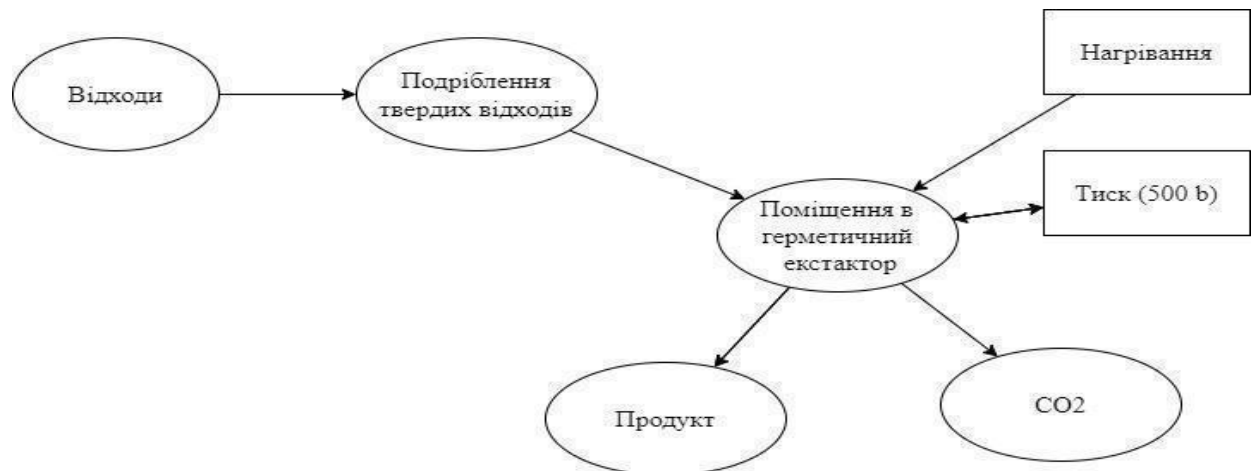 Відходи
Подріблення
твердих відходів
Нагрівання
Тиск (500 b)
Поміщення в
герметичний
екстактор
Продукт
CO2